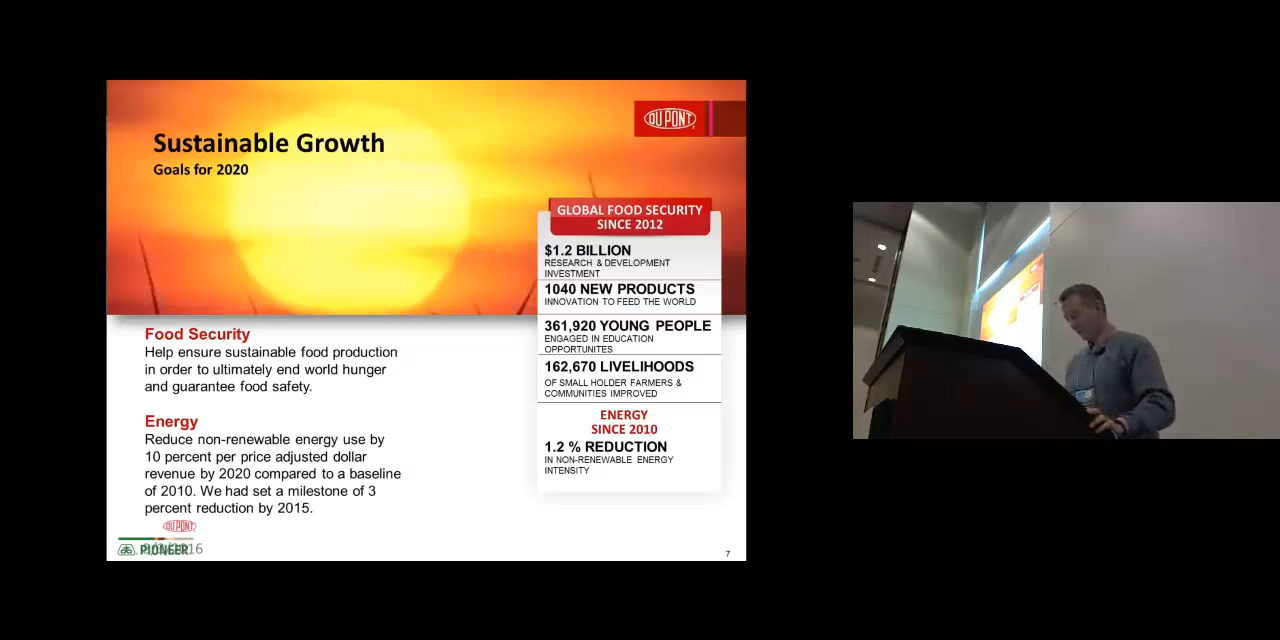 DUPONT
Sustainable Growth
Goals for 2020
GLOBAL FOOD SECURITY
SINCE 2012
$1.2 BILLION
RESEARCH & DEVELOPMENT
INVESTMENT
1040 NEW PRODUCTS
INNOVATION TO FEED THE WORLD
361,920 YOUNG PEOPLE
ENGAGED IN EDUCATION
OPPORTUNITES
162,670 LIVELIHOODS
OF SMALL HOLDER FARMERS &
COMMUNITIES IMPROVED
ENERGY
SINCE 2010
1.2 % REDUCTION
IN NON-RENEWABLE ENERGY
INTENSITY
Food Security
Help ensure sustainable food production
in order to ultimately end world hunger
and guarantee food safety.
Energy
Reduce non-renewable energy use by
10 percent per price adjusted dollar
revenue by 2020 compared to a baseline
of 2010. We had set a milestone of 3
percent reduction by 2015.
DUPONT
PIONEER
7